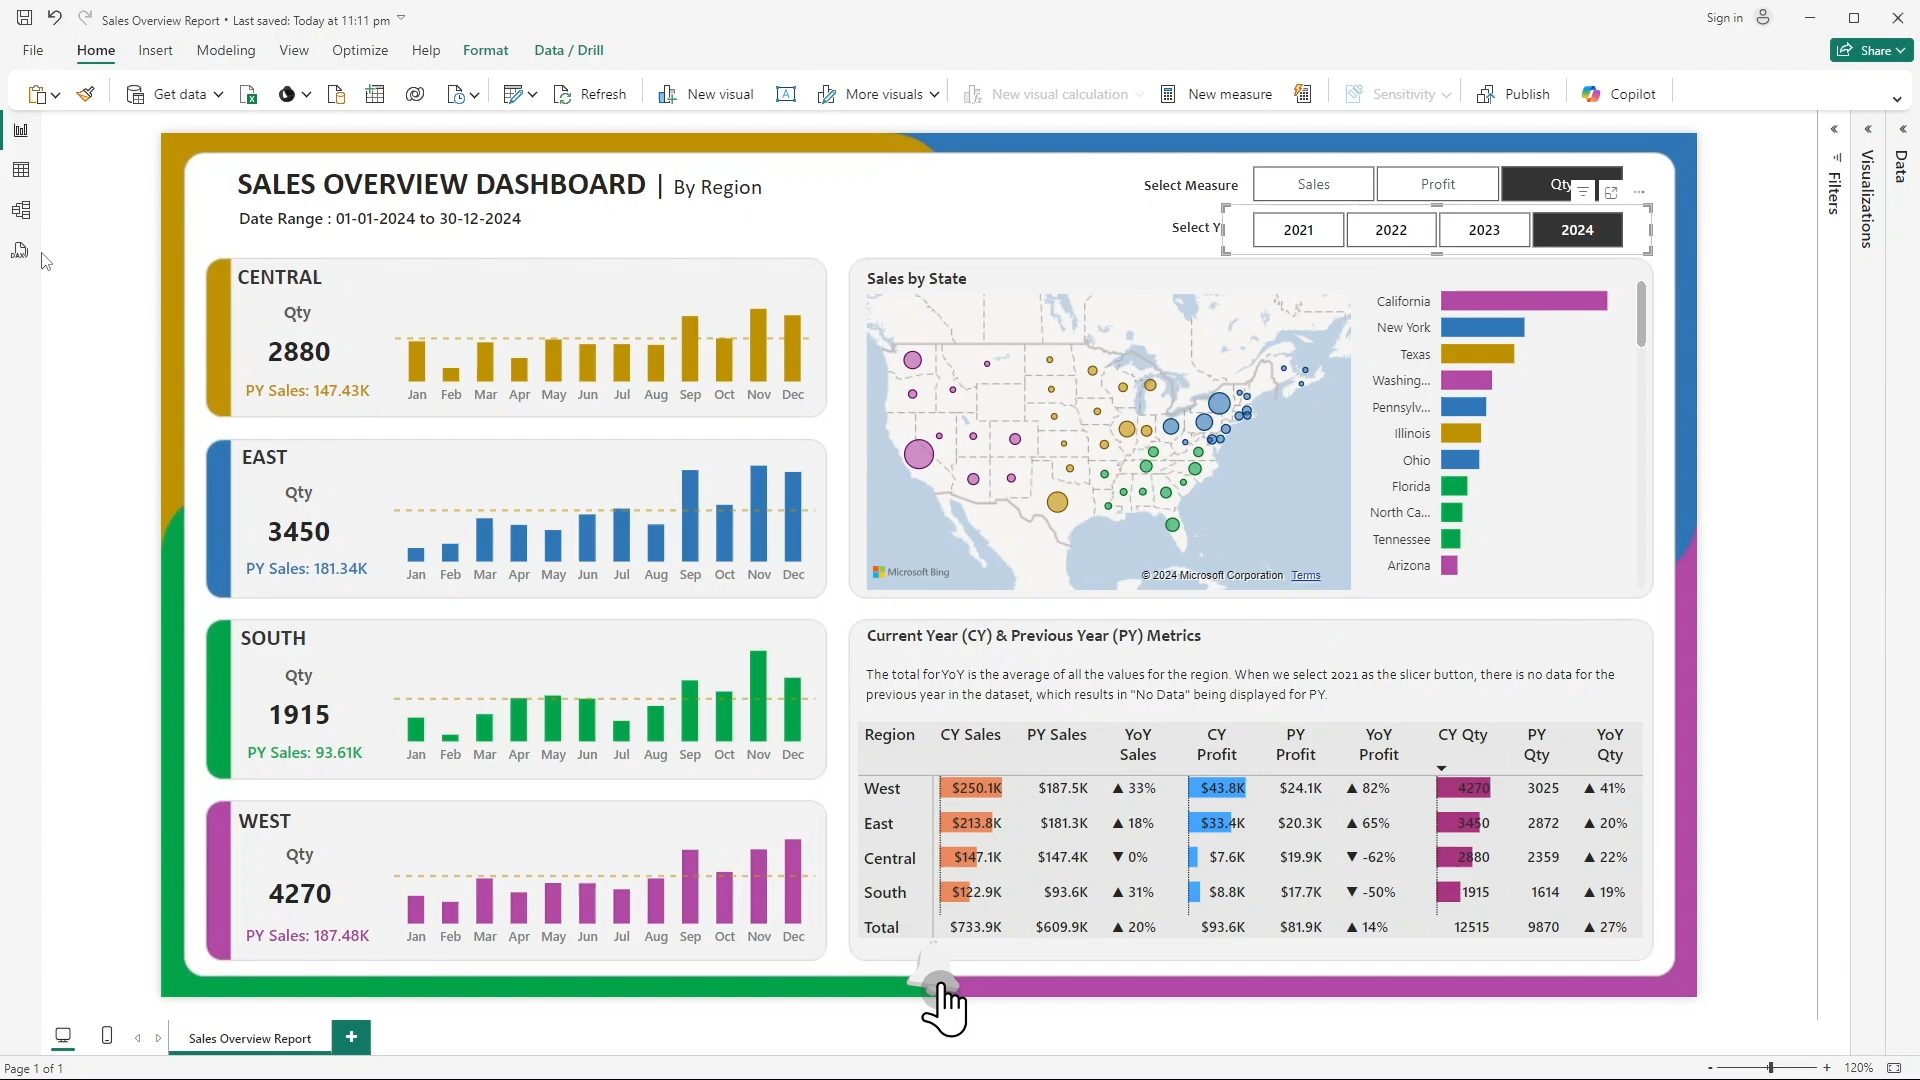 Sales Overview Report • Last saved: Today at 11:11 pm
Sign in
File Home Insert Modeling View Optimize Help Format Data / Drill
Share
Get data Refresh New visual More visuals New visual calculation New measure Sensitivity Publish Copilot
SALES OVERVIEW DASHBOARD | By Region
Date Range : 01-01-2024 to 30-12-2024
Select Measure Sales Profit Qty
Select Y 2021 2022 2023 2024
CENTRAL
Qty
2880
PY Sales: 147.43K
Jan Feb Mar Apr May Jun Jul Aug Sep Oct Nov Dec
EAST
Qty
3450
PY Sales: 181.34K
Jan Feb Mar Apr May Jun Jul Aug Sep Oct Nov Dec
SOUTH
Qty
1915
PY Sales: 93.61K
Jan Feb Mar Apr May Jun Jul Aug Sep Oct Nov Dec
WEST
Qty
4270
PY Sales: 187.48K
Jan Feb Mar Apr May Jun Jul Aug Sep Oct Nov Dec
Sales by State
Microsoft Bing
© 2024 Microsoft Corporation Terms
California
New York
Texas
Washing...
Pennsylv...
Illinois
Ohio
Florida
North Ca...
Tennessee
Arizona
Current Year (CY) & Previous Year (PY) Metrics
The total forYoY is the average of all the values for the region. When we select 2021 as the slicer button, there is no data for the
previous year in the dataset, which results in "No Data" being displayed for PY.
Region CY Sales PY Sales YoY Sales CY Profit PY Profit YoY Profit CY Qty PY Qty YoY Qty
West $250.1K $187.5K ▲ 33% $43.8K $24.1K ▲ 82% 4270 3025 ▲ 41%
East $213.8K $181.3K ▲ 18% $33.4K $20.3K ▲ 65% 3450 2872 ▲ 20%
Central $147.1K $147.4K ▼ 0% $7.6K $19.9K ▼ -62% 2880 2359 ▲ 22%
South $122.9K $93.6K ▲ 31% $8.8K $17.7K ▼ -50% 1915 1614 ▲ 19%
Total $733.9K $609.9K ▲ 20% $93.6K $81.9K ▲ 14% 12515 9870 ▲ 27%
Filters
Visualizations
Data
Sales Overview Report
Page 1 of 1
120%